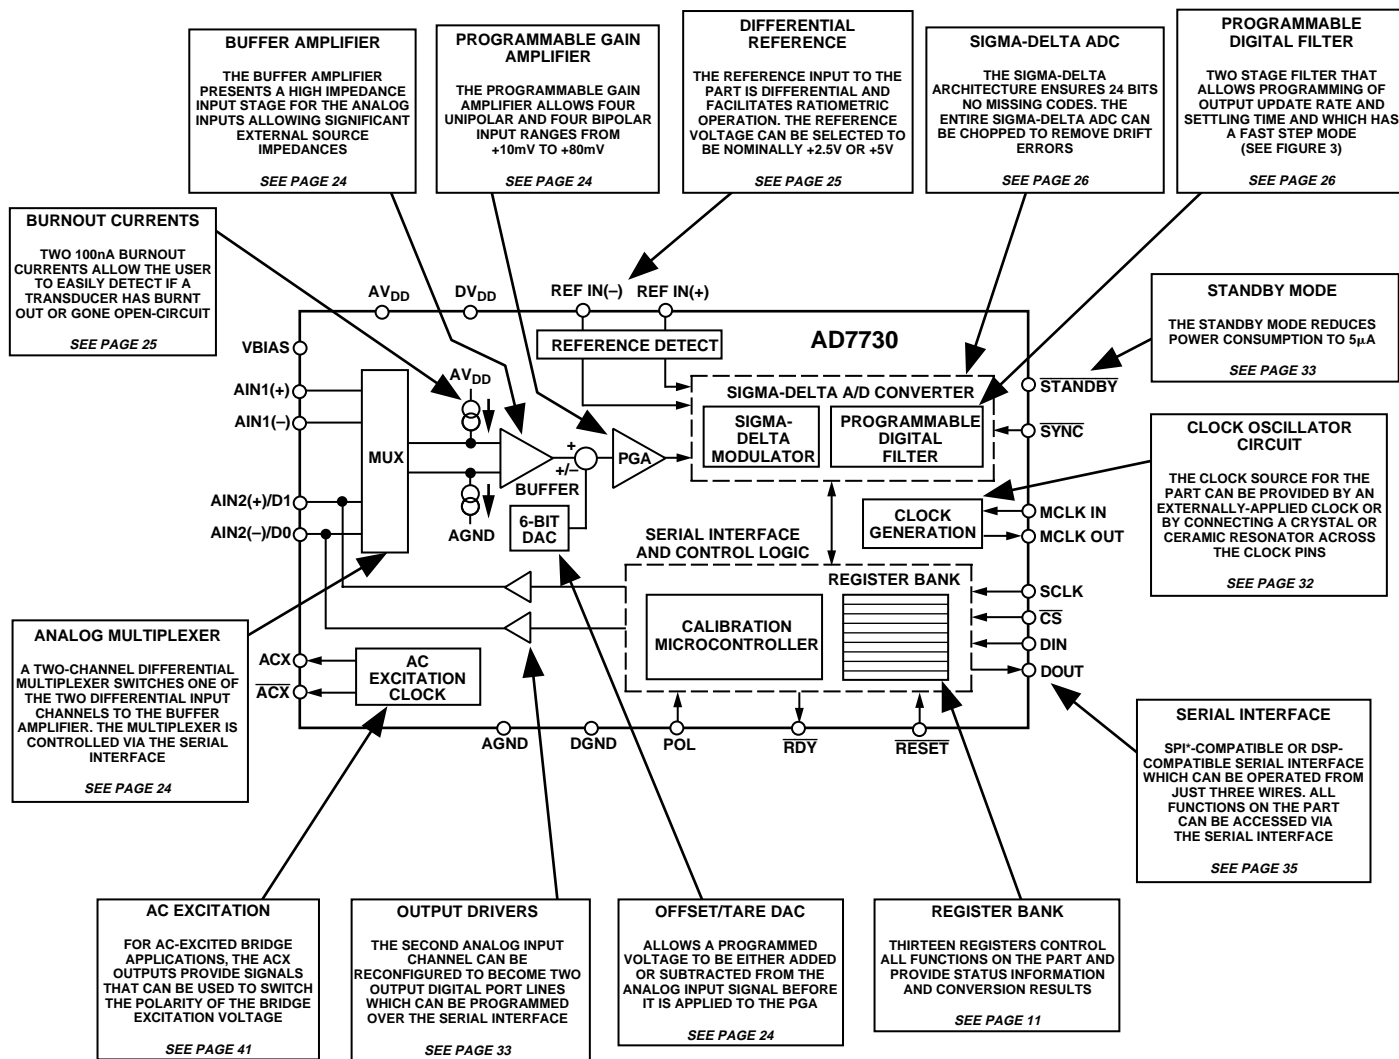 BUFFER AMPLIFIER
THE BUFFER AMPLIFIER
PRESENTS A HIGH IMPEDANCE
INPUT STAGE FOR THE ANALOG
INPUTS ALLOWING SIGNIFICANT
EXTERNAL SOURCE
IMPEDANCES
SEE PAGE 24
PROGRAMMABLE GAIN
AMPLIFIER
THE PROGRAMMABLE GAIN
AMPLIFIER ALLOWS FOUR
UNIPOLAR AND FOUR BIPOLAR
INPUT RANGES FROM
+10mV TO +80mV
SEE PAGE 24
DIFFERENTIAL
REFERENCE
THE REFERENCE INPUT TO THE
PART IS DIFFERENTIAL AND
FACILITATES RATIOMETRIC
OPERATION. THE REFERENCE
VOLTAGE CAN BE SELECTED TO
BE NOMINALLY +2.5V OR +5V
SEE PAGE 25
SIGMA-DELTA ADC
THE SIGMA-DELTA
ARCHITECTURE ENSURES 24 BITS
NO MISSING CODES. THE
ENTIRE SIGMA-DELTA ADC CAN
BE CHOPPED TO REMOVE DRIFT
ERRORS
SEE PAGE 26
PROGRAMMABLE
DIGITAL FILTER
TWO STAGE FILTER THAT
ALLOWS PROGRAMMING OF
OUTPUT UPDATE RATE AND
SETTLING TIME AND WHICH HAS
A FAST STEP MODE
(SEE FIGURE 3)
SEE PAGE 26
BURNOUT CURRENTS
TWO 100nA BURNOUT
CURRENTS ALLOW THE USER
TO EASILY DETECT IF A
TRANSDUCER HAS BURNT
OUT OR GONE OPEN-CIRCUIT
SEE PAGE 25
STANDBY MODE
THE STANDBY MODE REDUCES
POWER CONSUMPTION TO 5μA
SEE PAGE 33
CLOCK OSCILLATOR
CIRCUIT
THE CLOCK SOURCE FOR THE
PART CAN BE PROVIDED BY AN
EXTERNALLY-APPLIED CLOCK OR
BY CONNECTING A CRYSTAL OR
CERAMIC RESONATOR ACROSS
THE CLOCK PINS
SEE PAGE 32
AVDD
DVDD
REF IN(–)
REF IN(+)
VBIAS
REFERENCE DETECT
AD7730
AIN1(+)
AIN1(–)
AVDD
SIGMA-DELTA A/D CONVERTER
STANDBY
SYNC
MUX
SIGMA-
DELTA
MODULATOR
PROGRAMMABLE
DIGITAL
FILTER
+
+/–
PGA
BUFFER
AIN2(+)/D1
AIN2(–)/D0
AGND
6-BIT
DAC
CLOCK
GENERATION
MCLK IN
MCLK OUT
SERIAL INTERFACE
AND CONTROL LOGIC
REGISTER BANK
CALIBRATION
MICROCONTROLLER
SCLK
CS
DIN
DOUT
ACX
ACX
AC
EXCITATION
CLOCK
AGND
DGND
POL
RDY
RESET
ANALOG MULTIPLEXER
A TWO-CHANNEL DIFFERENTIAL
MULTIPLEXER SWITCHES ONE OF
THE TWO DIFFERENTIAL INPUT
CHANNELS TO THE BUFFER
AMPLIFIER. THE MULTIPLEXER IS
CONTROLLED VIA THE SERIAL
INTERFACE
SEE PAGE 24
SERIAL INTERFACE
SPI*-COMPATIBLE OR DSP-
COMPATIBLE SERIAL INTERFACE
WHICH CAN BE OPERATED FROM
JUST THREE WIRES. ALL
FUNCTIONS ON THE PART
CAN BE ACCESSED VIA
THE SERIAL INTERFACE
SEE PAGE 35
AC EXCITATION
FOR AC-EXCITED BRIDGE
APPLICATIONS, THE ACX
OUTPUTS PROVIDE SIGNALS
THAT CAN BE USED TO SWITCH
THE POLARITY OF THE BRIDGE
EXCITATION VOLTAGE
SEE PAGE 41
OUTPUT DRIVERS
THE SECOND ANALOG INPUT
CHANNEL CAN BE
RECONFIGURED TO BECOME TWO
OUTPUT DIGITAL PORT LINES
WHICH CAN BE PROGRAMMED
OVER THE SERIAL INTERFACE
SEE PAGE 33
OFFSET/TARE DAC
ALLOWS A PROGRAMMED
VOLTAGE TO BE EITHER ADDED
OR SUBTRACTED FROM THE
ANALOG INPUT SIGNAL BEFORE
IT IS APPLIED TO THE PGA
SEE PAGE 24
REGISTER BANK
THIRTEEN REGISTERS CONTROL
ALL FUNCTIONS ON THE PART AND
PROVIDE STATUS INFORMATION
AND CONVERSION RESULTS
SEE PAGE 11